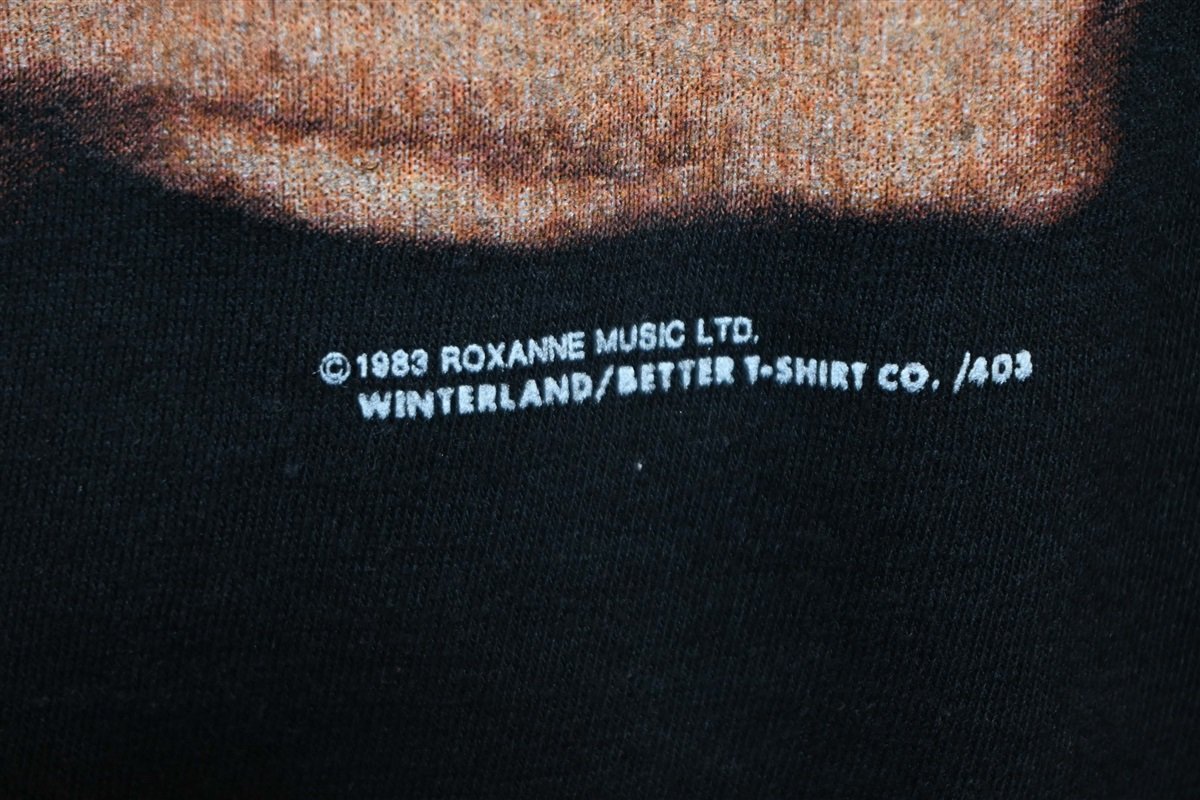 ©1983 ROXANNE MUSIC LTD.
WINTERLAND/BETTER T-SHIRT CO. /403